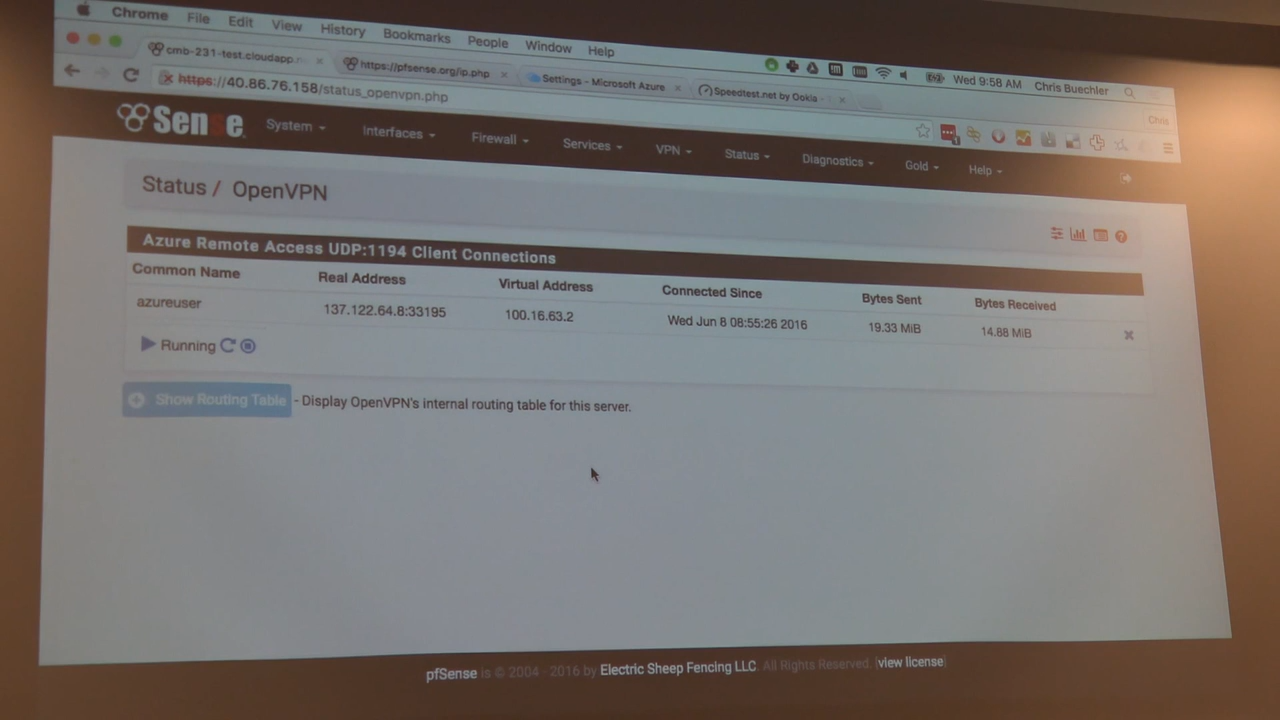 Chrome File Edit View History Bookmarks People Window Help Wed 9:58 AM Chris Buechler
cmb-231-test.cloudapp.n https://pfsense.org/ip.php Settings - Microsoft Azure Speedtest.net by Ookla - Chris
https://40.86.76.158/status_openvpn.php
Sense System Interfaces Firewall Services VPN Status Diagnostics Gold Help
Status / OpenVPN
Azure Remote Access UDP:1194 Client Connections
Common Name Real Address Virtual Address Connected Since Bytes Sent Bytes Received
azureuser 137.122.64.8:33195 100.16.63.2 Wed Jun 8 08:55:26 2016 19.33 MiB 14.88 MiB
Running
Show Routing Table - Display OpenVPN's internal routing table for this server.
pfSense is © 2004 - 2016 by Electric Sheep Fencing LLC. All Rights Reserved. [view license]